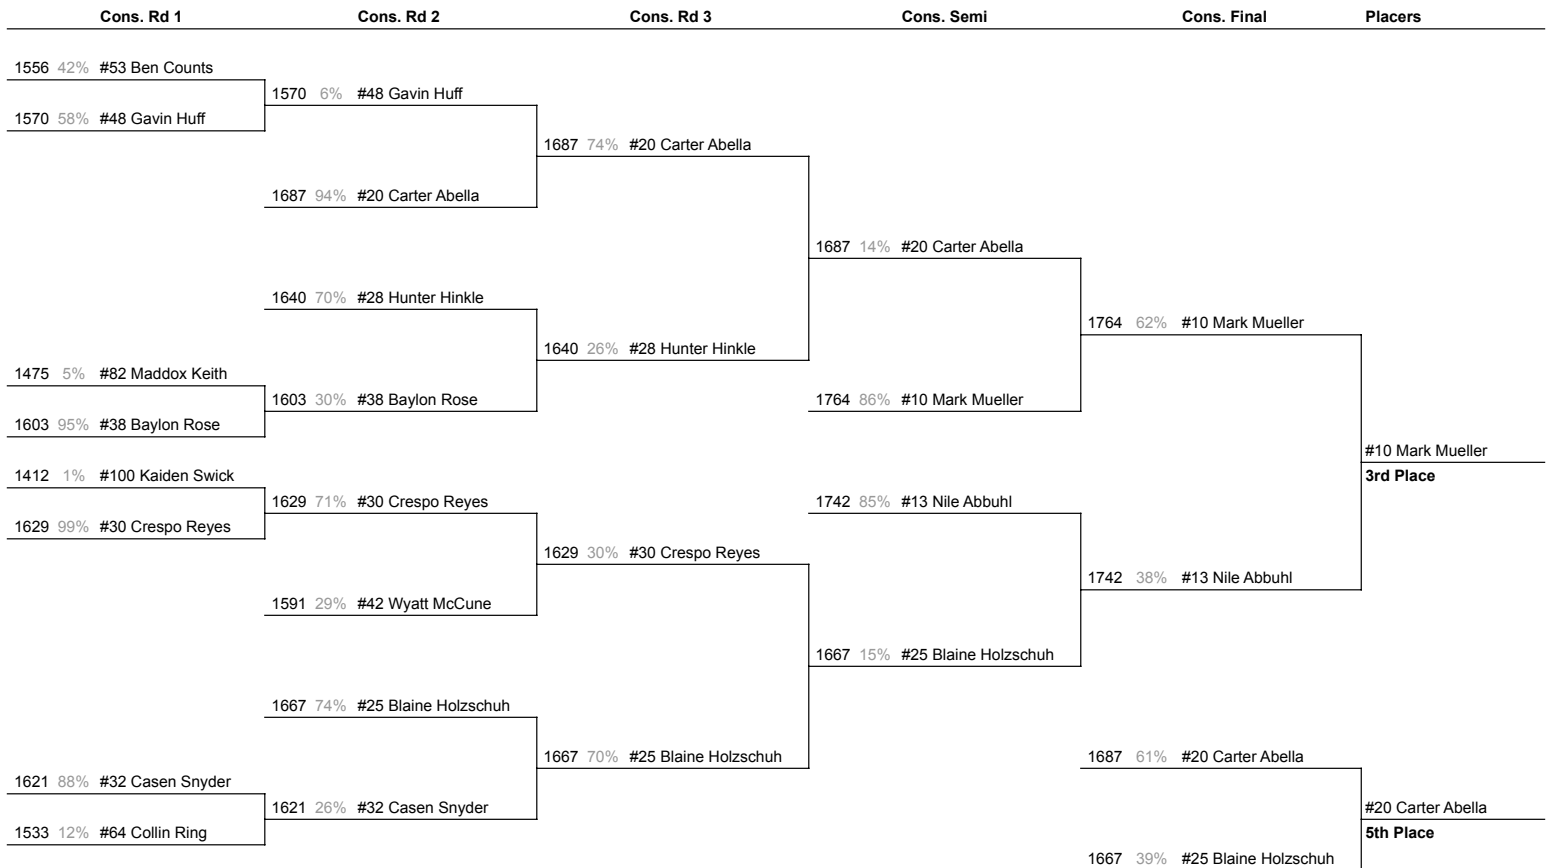 Cons. Rd 1 Cons. Rd 2 Cons. Rd 3 Cons. Semi Cons. Final Placers
1556 42% #53 Ben Counts
1570 6% #48 Gavin Huff
1570 58% #48 Gavin Huff
1687 74% #20 Carter Abella
1687 94% #20 Carter Abella
1687 14% #20 Carter Abella
1640 70% #28 Hunter Hinkle
1764 62% #10 Mark Mueller
1640 26% #28 Hunter Hinkle
1475 5% #82 Maddox Keith
1603 30% #38 Baylon Rose
1764 86% #10 Mark Mueller
1603 95% #38 Baylon Rose
#10 Mark Mueller
1412 1% #100 Kaiden Swick
3rd Place
1629 71% #30 Crespo Reyes
1742 85% #13 Nile Abbuhl
1629 99% #30 Crespo Reyes
1629 30% #30 Crespo Reyes
1742 38% #13 Nile Abbuhl
1591 29% #42 Wyatt McCune
1667 15% #25 Blaine Holzschuh
1667 74% #25 Blaine Holzschuh
1667 70% #25 Blaine Holzschuh
1687 61% #20 Carter Abella
1621 88% #32 Casen Snyder
1621 26% #32 Casen Snyder
#20 Carter Abella
1533 12% #64 Collin Ring
5th Place
1667 39% #25 Blaine Holzschuh